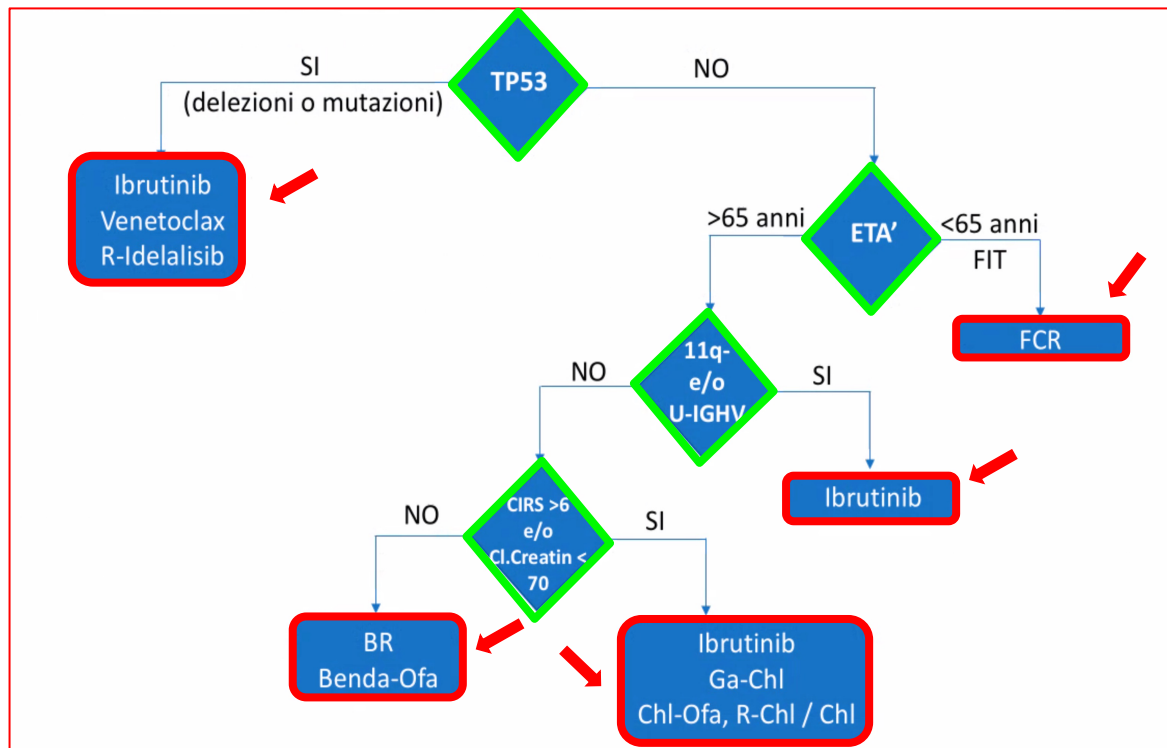 TP53
SI
(delezioni o mutazioni)
NO
Ibrutinib
Venetoclax
R-Idelalisib
ETA’
>65 anni
<65 anni
FIT
FCR
11q-
e/o
U-IGHV
NO
SI
Ibrutinib
CIRS >6
e/o
Cl.Creatin <
70
NO
SI
BR
Benda-Ofa
Ibrutinib
Ga-Chl
Chl-Ofa, R-Chl / Chl